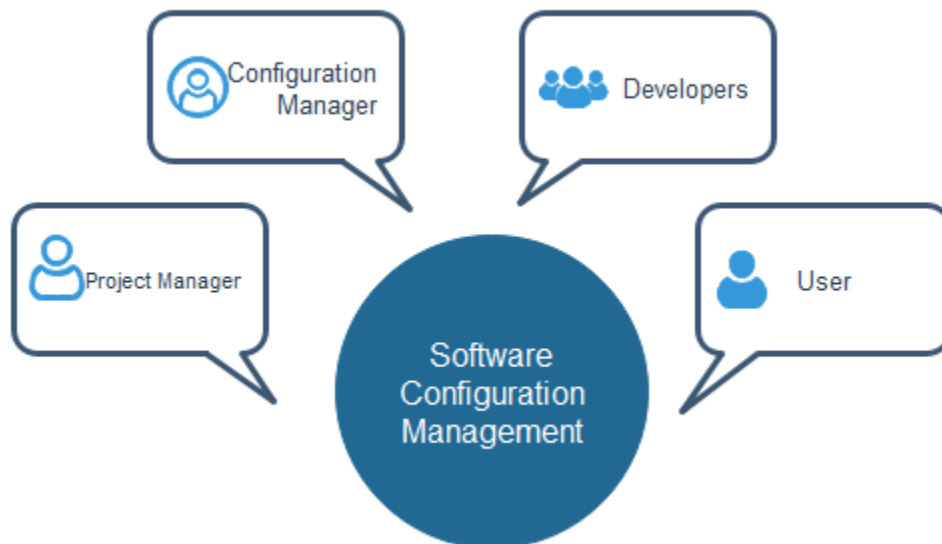 Configuration
Manager
Developers
Project Manager
User
Software
Configuration
Management